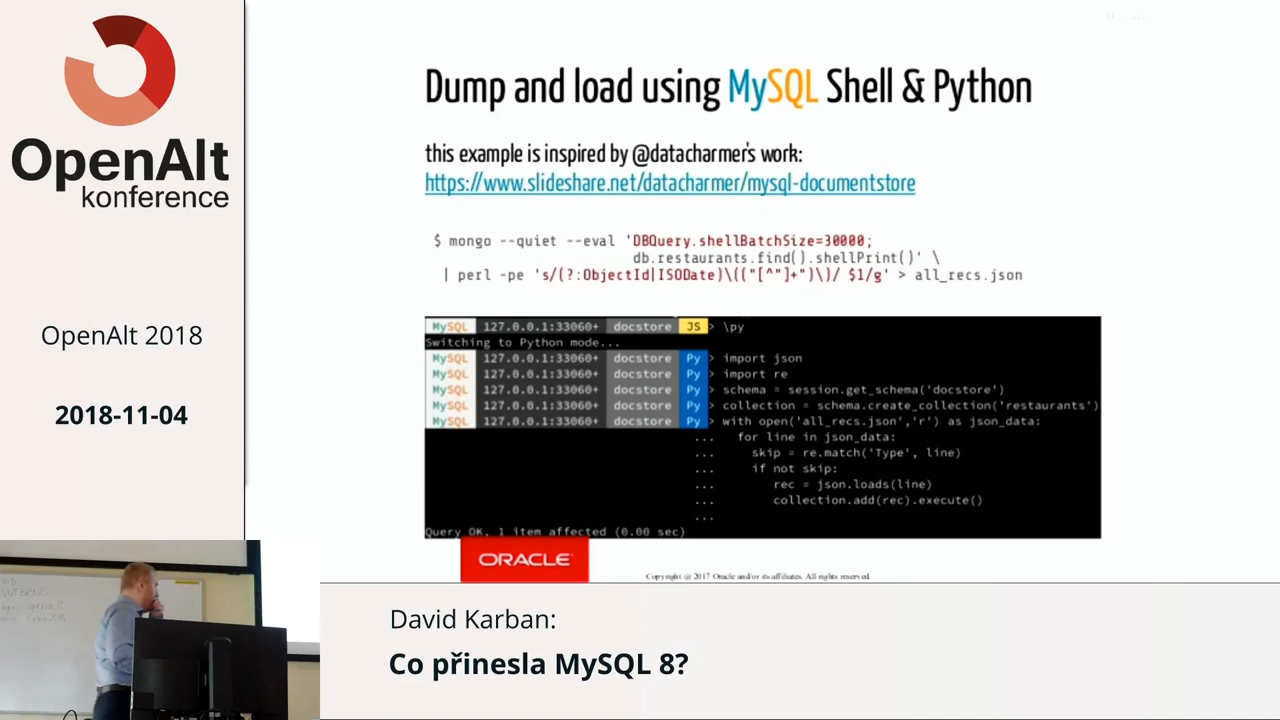 OpenAlt
konference
OpenAlt 2018
2018-11-04
Dump and load using MySQL Shell & Python
this example is inspired by @datacharmer's work:
https://www.slideshare.net/datacharmer/mysql-documentstore
$ mongo --quiet --eval 'DBQuery.shellBatchSize=30000;
db.restaurants.find().shellPrint()' \
| perl -pe 's/(?:ObjectId|ISODate)\(("[^"]+")\)/ $1/g' > all_recs.json
MySQL 127.0.0.1:33060+ docstore JS > \py
Switching to Python mode...
MySQL 127.0.0.1:33060+ docstore Py > import json
MySQL 127.0.0.1:33060+ docstore Py > import re
MySQL 127.0.0.1:33060+ docstore Py > schema = session.get_schema('docstore')
MySQL 127.0.0.1:33060+ docstore Py > collection = schema.create_collection('restaurants')
MySQL 127.0.0.1:33060+ docstore Py > with open('all_recs.json','r') as json_data:
... for line in json_data:
... skip = re.match('Type', line)
... if not skip:
... rec = json.loads(line)
... collection.add(rec).execute()
...
Query OK, 1 item affected (0.00 sec)
ORACLE
Copyright @ 2017 Oracle and/or its affiliates. All rights reserved.
David Karban:
Co přinesla MySQL 8?